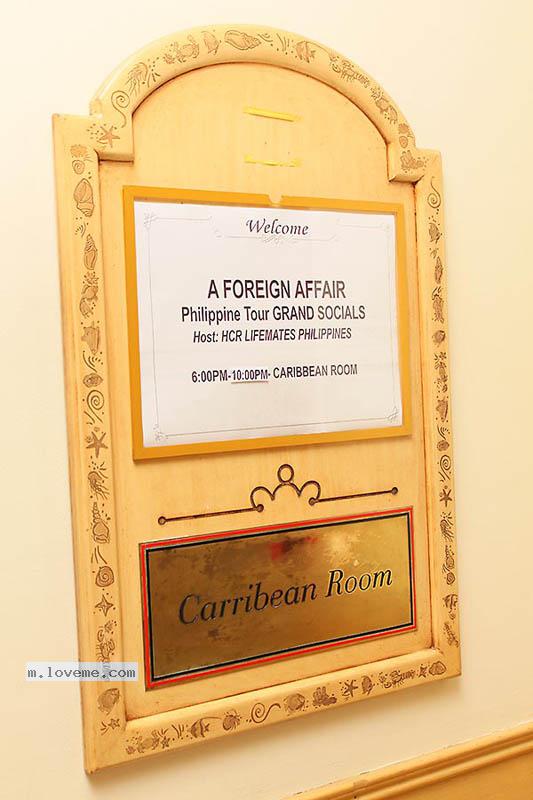 Welcome
A FOREIGN AFFAIR
Philippine Tour GRAND SOCIALS
Host: HCR LIFEMATES PHILIPPINES
6:00PM-10:00PM- CARIBBEAN ROOM
Carribean Room
m.loveme.com